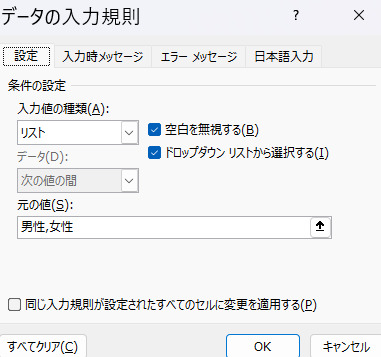 データの入力規則 ? ×
設定 入力時メッセージ エラー メッセージ 日本語入力
条件の設定
入力値の種類(A):
リスト 空白を無視する(B)
データ(D): ドロップダウン リストから選択する(I)
次の値の間
元の値(S):
男性,女性
同じ入力規則が設定されたすべてのセルに変更を適用する(P)
すべてクリア(C) OK キャンセル